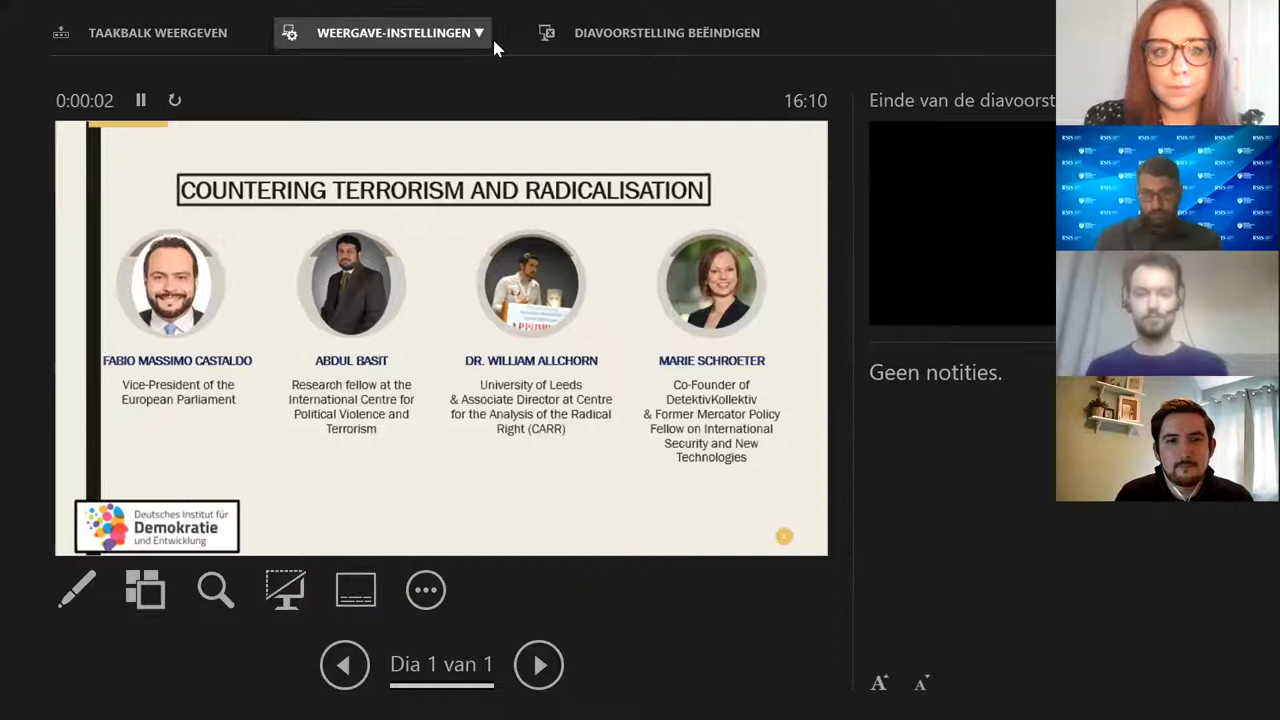 TAAKBALK WEERGEVEN
WEERGAVE-INSTELLINGEN ▼
DIAVOORSTELLING BEËINDIGEN
0:00:02
16:10
Einde van de diavoorst
COUNTERING TERRORISM AND RADICALISATION
FABIO MASSIMO CASTALDO
Vice-President of the
European Parliament
ABDUL BASIT
Research fellow at the
International Centre for
Political Violence and
Terrorism
DR. WILLIAM ALLCHORN
University of Leeds
& Associate Director at Centre
for the Analysis of the Radical
Right (CARR)
MARIE SCHROETER
Co-Founder of
DetektivKollektiv
& Former Mercator Policy
Fellow on International
Security and New
Technologies
Deutsches Institut für
Demokratie
und Entwicklung
Geen notities.
Dia 1 van 1
A
A
RSIS
RSIS
RSIS
RSIS